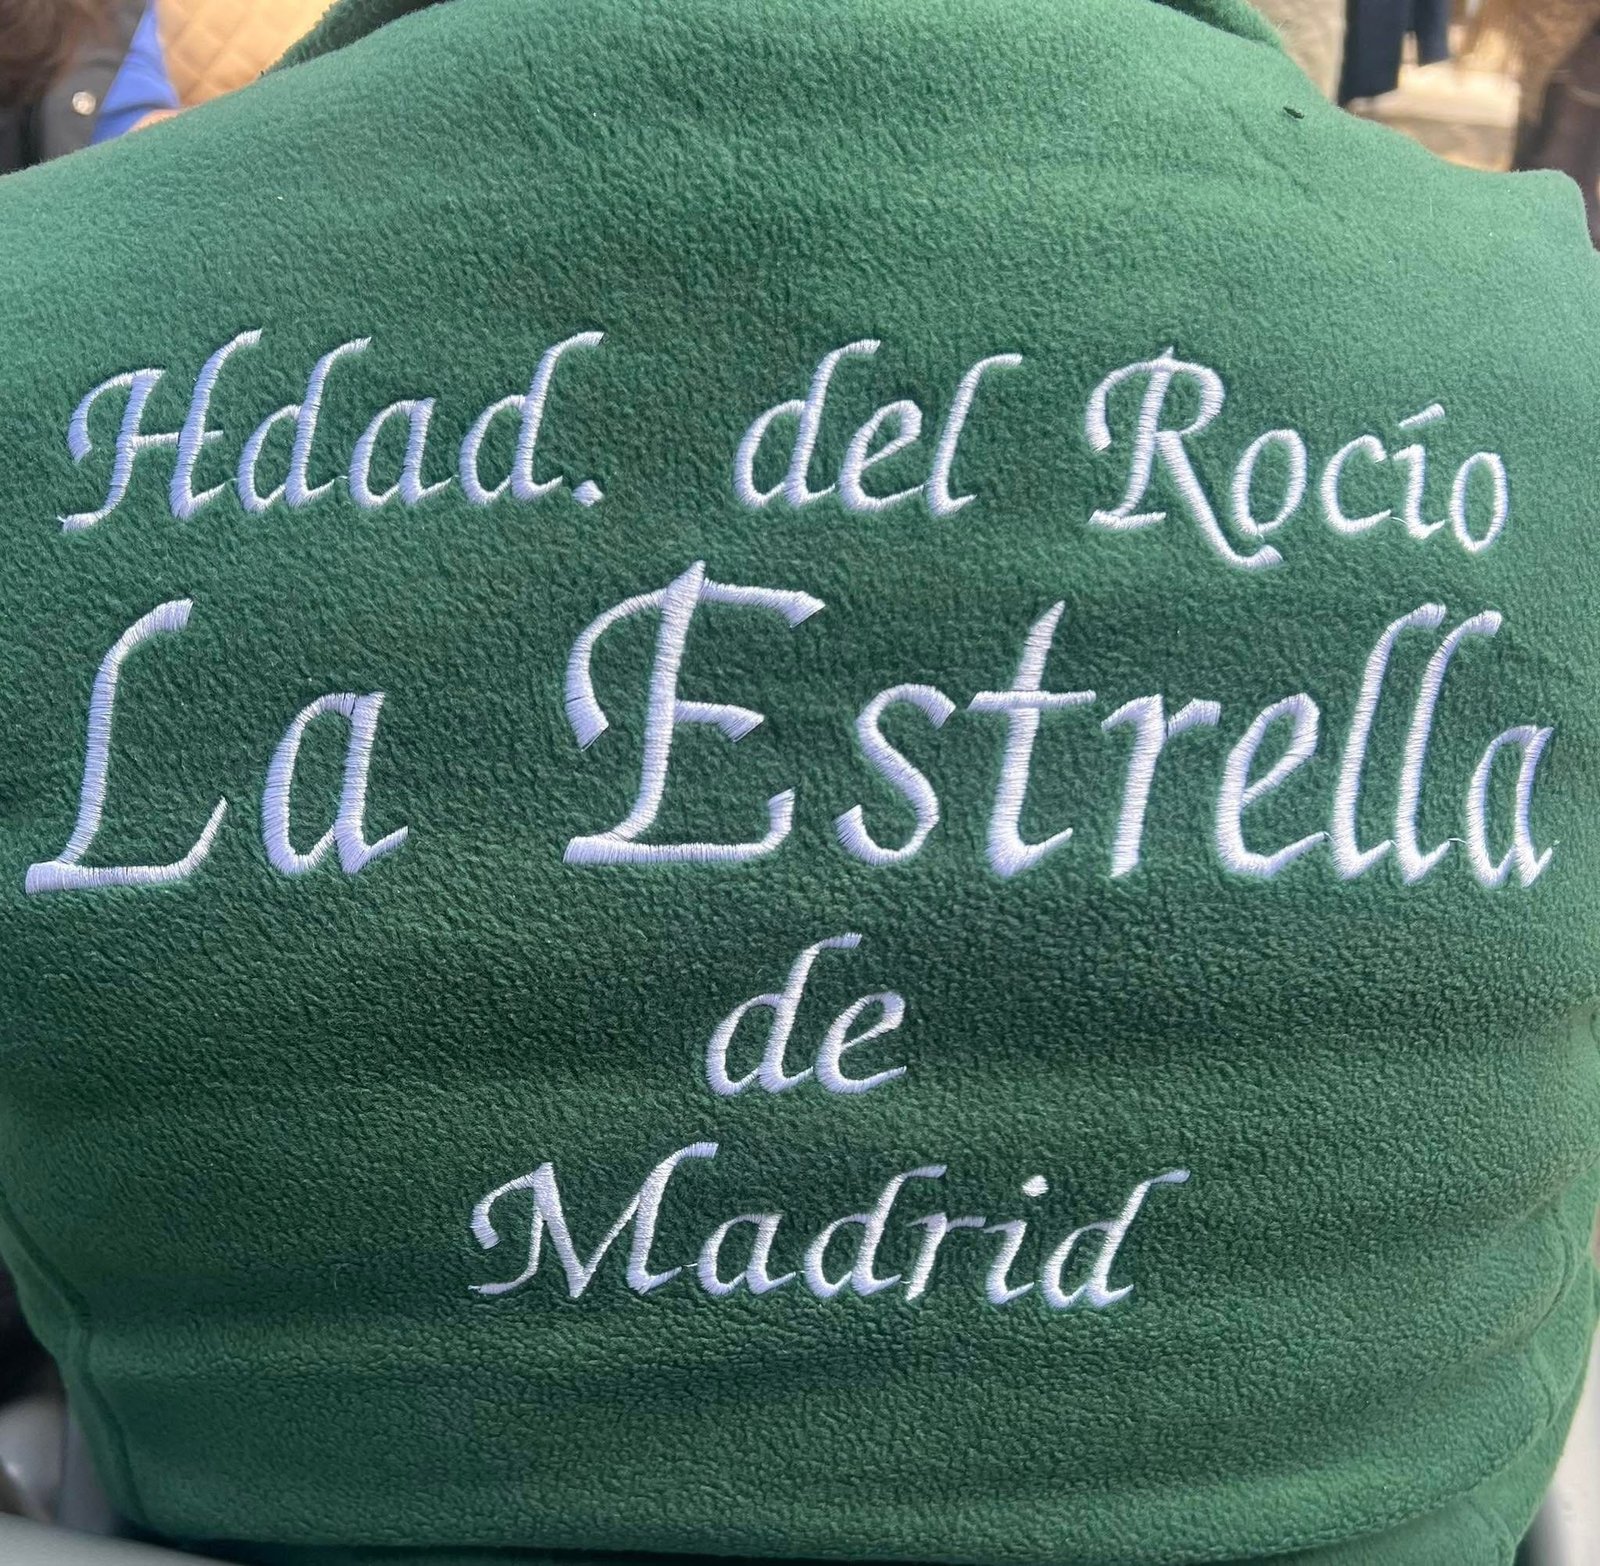 Hdad. del Rocío
La Estrella
de
Madrid